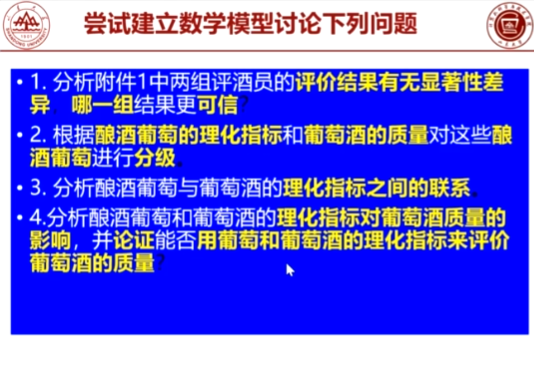 尝试建立数学模型讨论下列问题
• 1. 分析附件1中两组评酒员的评价结果有无显著性差
异，哪一组结果更可信？
• 2. 根据酿酒葡萄的理化指标和葡萄酒的质量对这些酿
酒葡萄进行分级。
• 3. 分析酿酒葡萄与葡萄酒的理化指标之间的联系。
• 4.分析酿酒葡萄和葡萄酒的理化指标对葡萄酒质量的
影响，并论证能否用葡萄和葡萄酒的理化指标来评价
葡萄酒的质量？